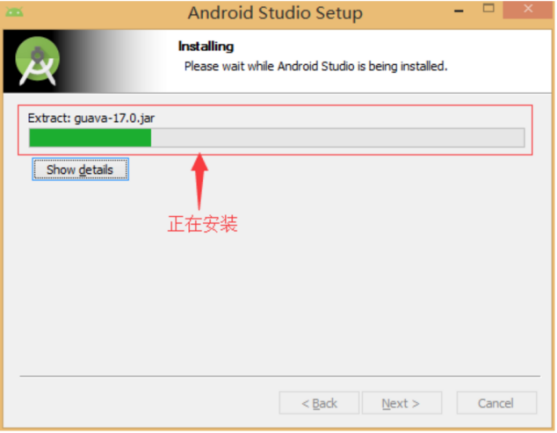 Android Studio Setup
Installing
Please wait while Android Studio is being installed.
Extract: guava-17.0.jar
Show details
正在安装
< Back
Next >
Cancel